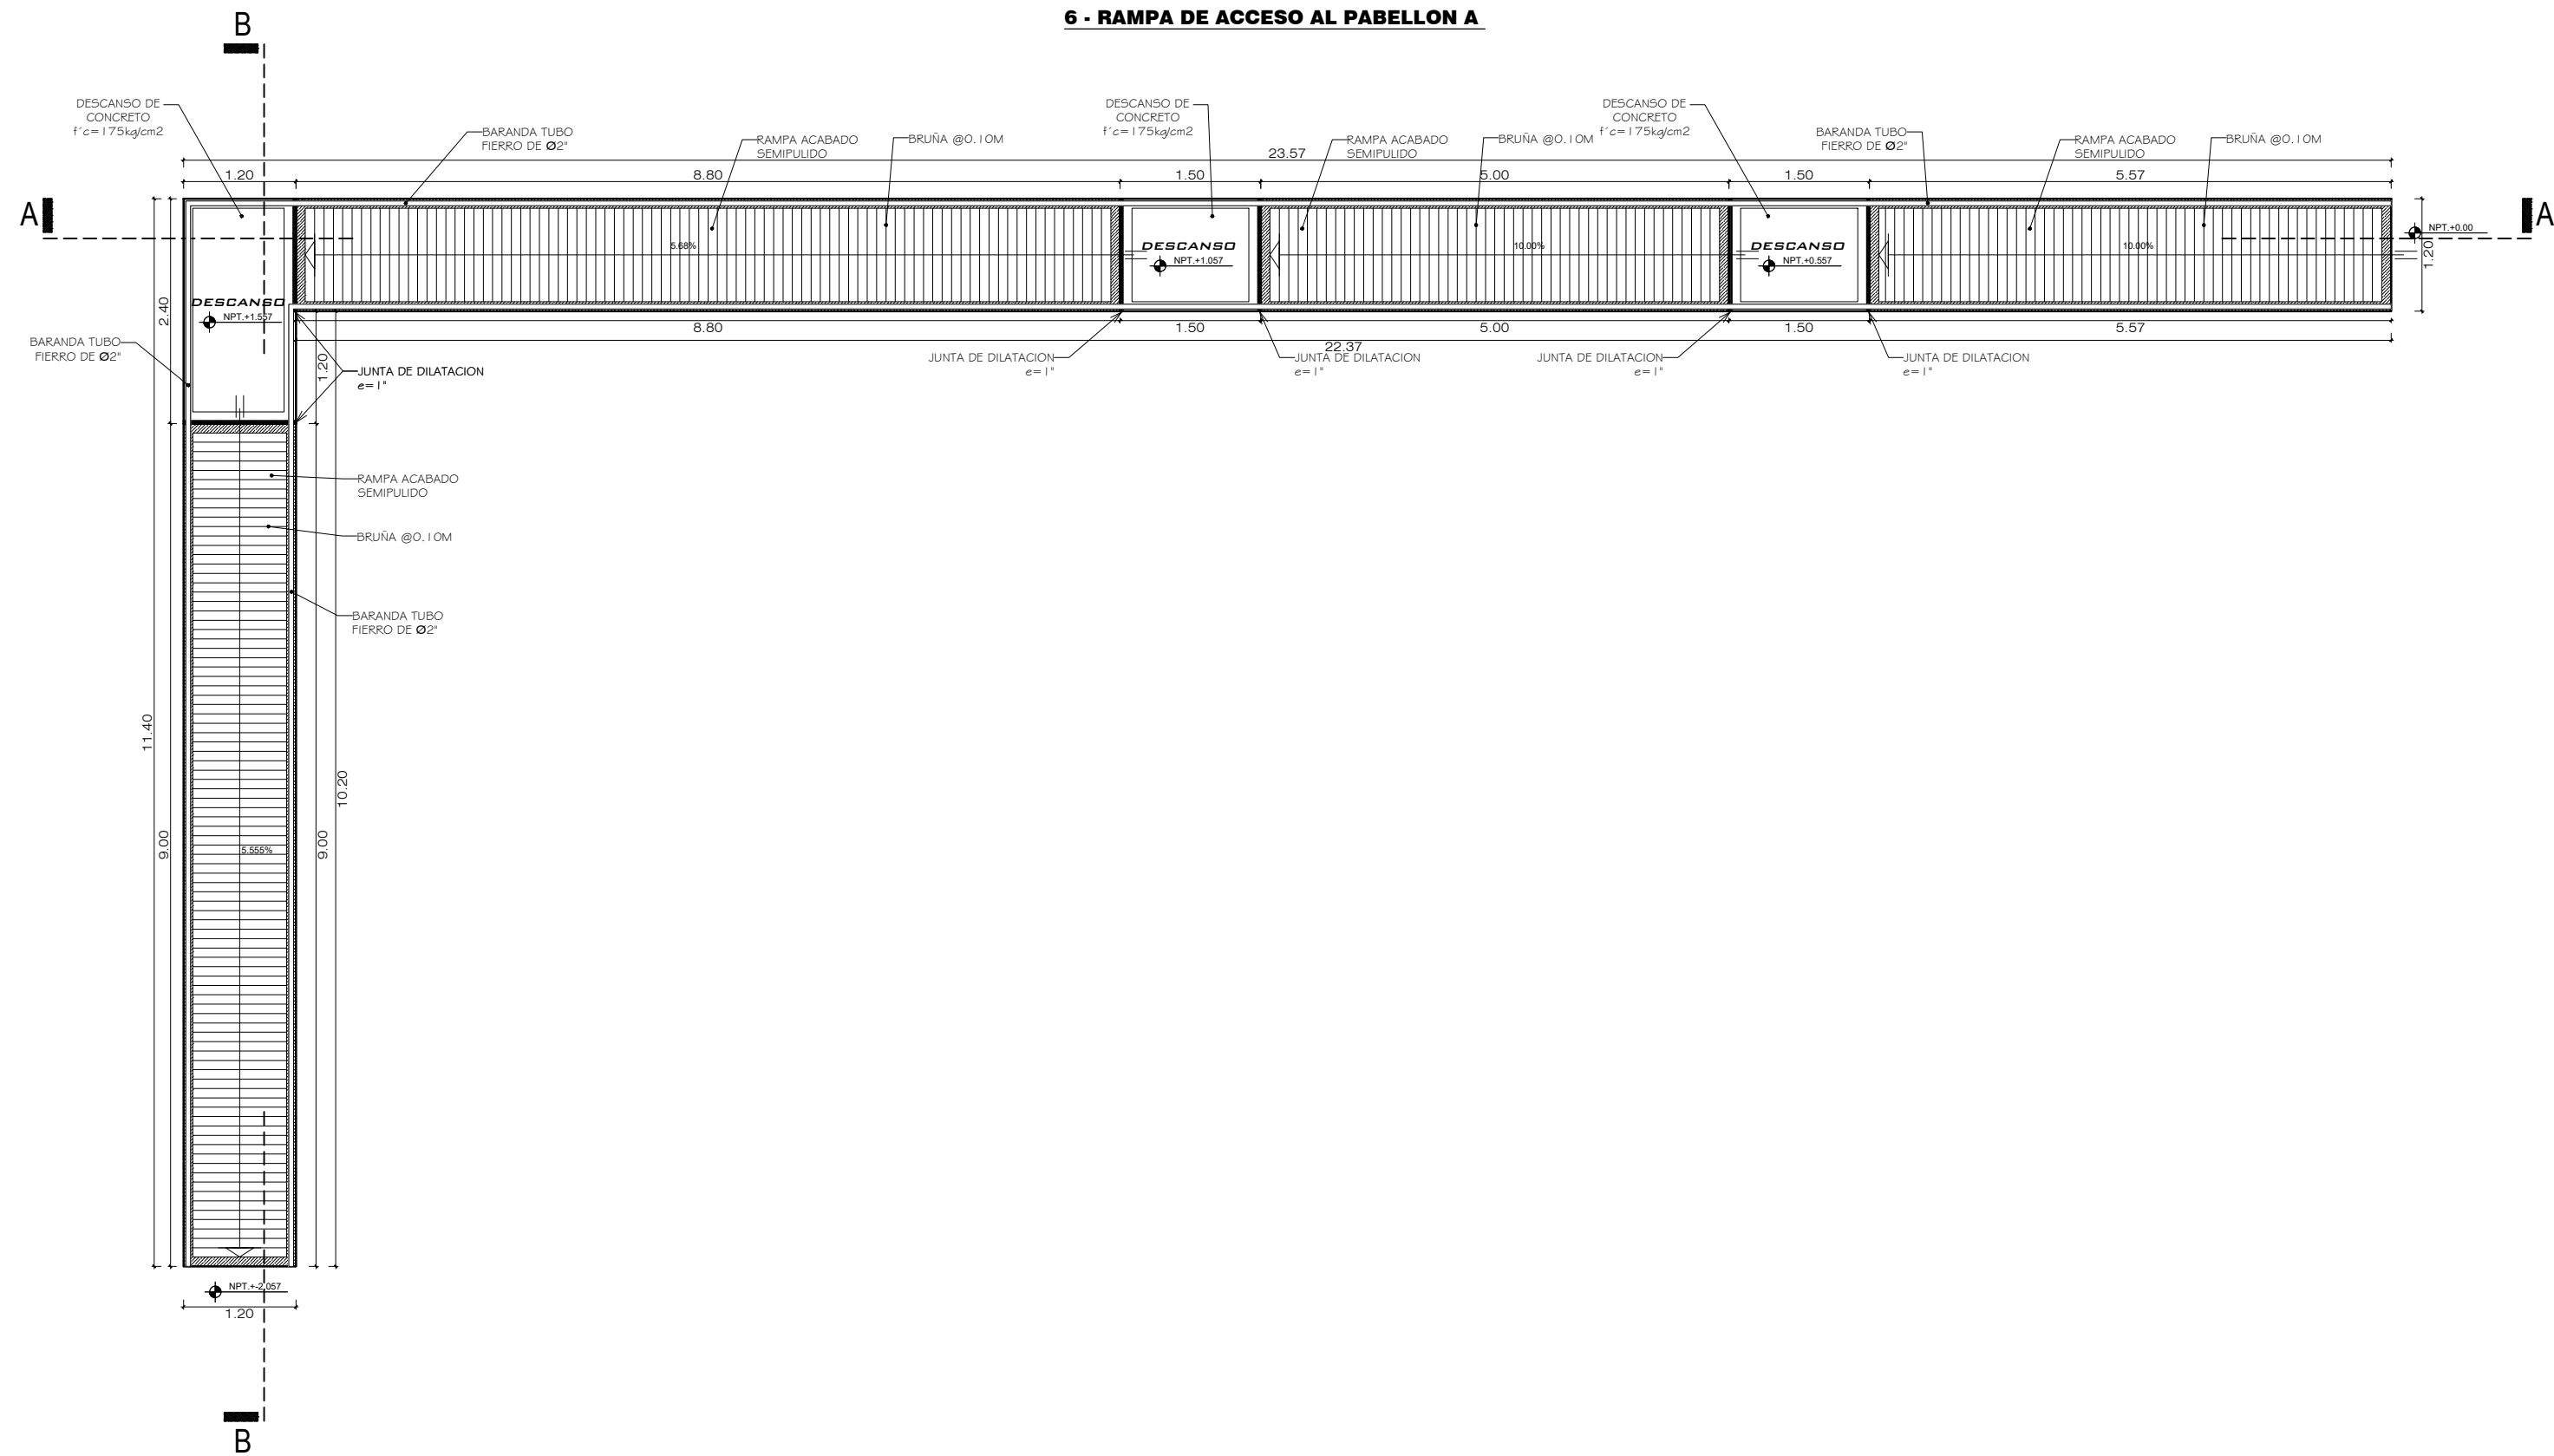 6 - RAMPA DE ACCESO AL PABELLON A
B
DESCANSO DE
CONCRETO
f´c=175kg/cm2
BARANDA TUBO
FIERRO DE Ø2"
RAMPA ACABADO
SEMIPULIDO
BRUÑA @0.10M
DESCANSO DE
CONCRETO
f´c=175kg/cm2
RAMPA ACABADO
SEMIPULIDO
BRUÑA @0.10M
DESCANSO DE
CONCRETO
f´c=175kg/cm2
BARANDA TUBO
FIERRO DE Ø2"
RAMPA ACABADO
SEMIPULIDO
BRUÑA @0.10M
23.57
1.20
8.80
1.50
5.00
1.50
5.57
A
A
5.68%
DESCANSO
NPT.+1.057
10.00%
DESCANSO
NPT.+0.557
10.00%
NPT.+0.00
1.20
2.40
DESCANSO
NPT.+1.557
8.80
1.50
5.00
1.50
5.57
22.37
BARANDA TUBO
FIERRO DE Ø2"
1.20
JUNTA DE DILATACION
e=1"
JUNTA DE DILATACION
e=1"
JUNTA DE DILATACION
e=1"
JUNTA DE DILATACION
e=1"
JUNTA DE DILATACION
e=1"
RAMPA ACABADO
SEMIPULIDO
BRUÑA @0.10M
BARANDA TUBO
FIERRO DE Ø2"
11.40
10.20
9.00
9.00
5.555%
NPT.+-2.057
1.20
B